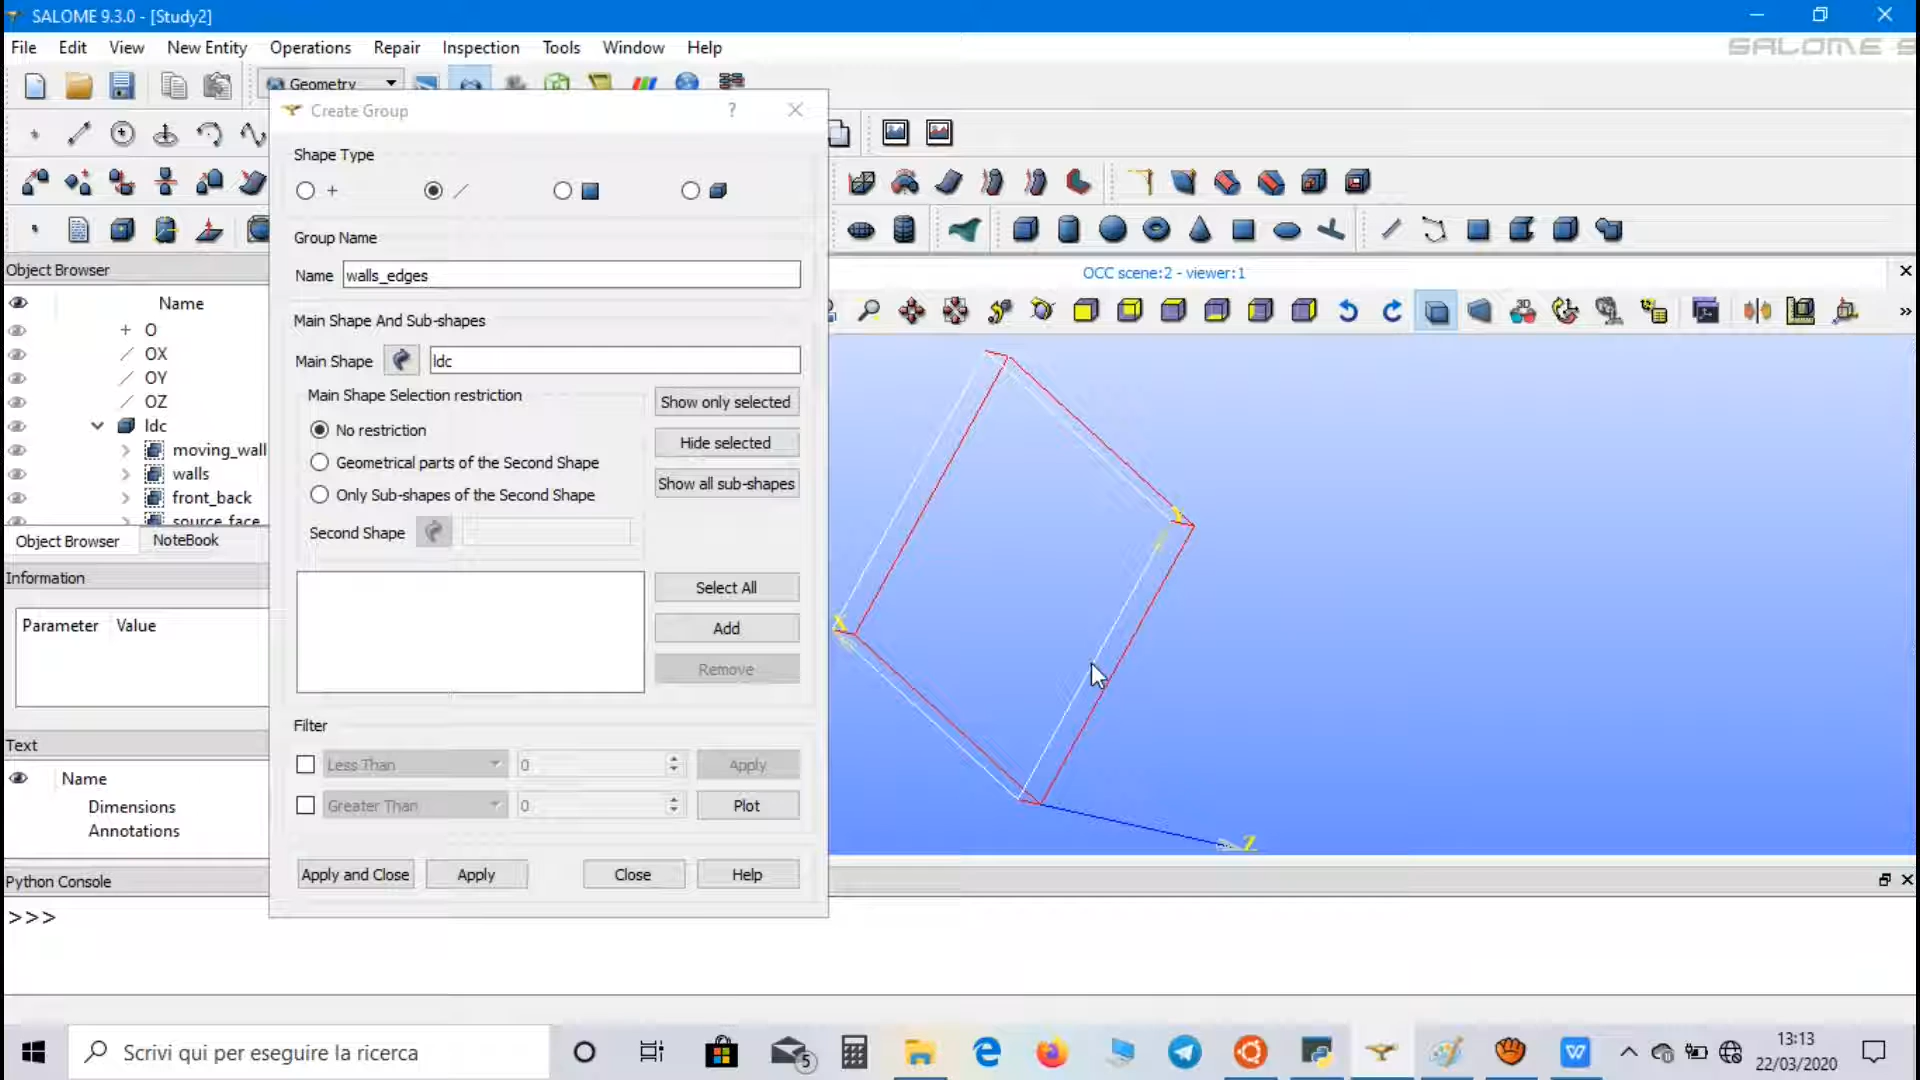 SALOME 9.3.0 - [Study2]
File Edit View New Entity Operations Repair Inspection Tools Window Help
SALOME
Geometry
Create Group
?
Shape Type
Group Name
Name walls_edges
Main Shape And Sub-shapes
Main Shape ldc
Main Shape Selection restriction
No restriction
Geometrical parts of the Second Shape
Only Sub-shapes of the Second Shape
Second Shape
Show only selected
Hide selected
Show all sub-shapes
Select All
Add
Remove
Filter
Less Than 0 Apply
Greater Than 0 Plot
Apply and Close Apply Close Help
Object Browser
Name
O
OX
OY
OZ
ldc
moving_wall
walls
front_back
source_face
Object Browser NoteBook
Information
Parameter Value
Text
Name
Dimensions
Annotations
Python Console
>>>
OCC scene:2 - viewer:1
3D
X
Y
Z
Scrivi qui per eseguire la ricerca
5
W
13:13
22/03/2020